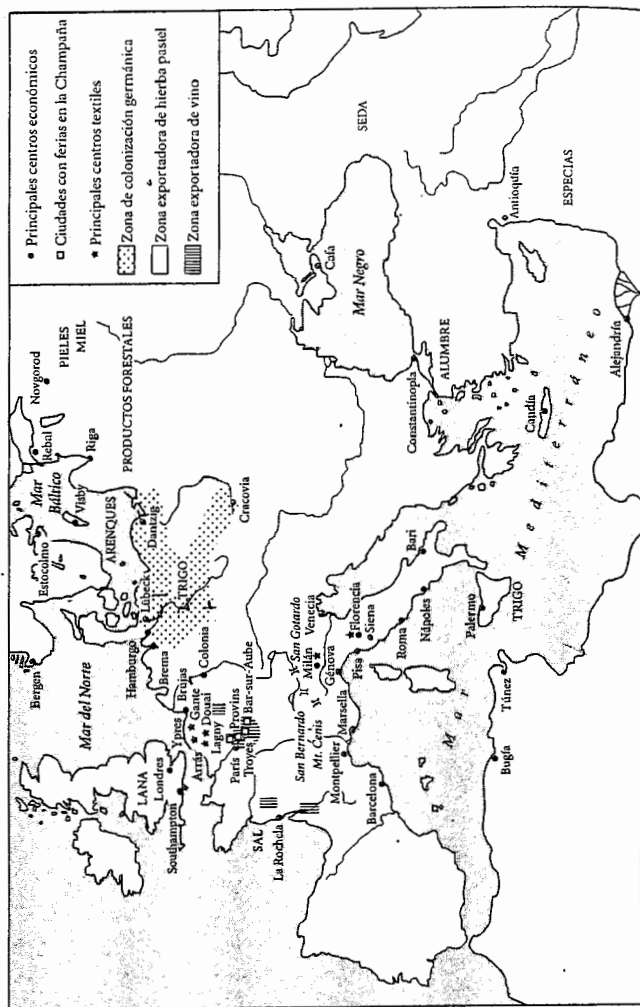 Principales centros económicos
Ciudades con ferias en la Champaña
Principales centros textiles
Zona de colonización germánica
Zona exportadora de hierba pastel
Zona exportadora de vino
Bergen
Estocolmo
Mar
Báltico
Visby
Rebal
Novgorod
PIELES
MIEL
Riga
PRODUCTOS FORESTALES
ARENQUES
Dantzig
Mar del Norte
Hamburgo
Lübeck
TRIGO
Brema
Cracovia
LANA
Londres
Southampton
Brujas
Ypres
Gante
Colonia
Arras
Douai
Lagny
París
Provins
Troyes
Bar-sur-Aube
SAL
La Rochela
San Bernardo
Mt. Cenis
San Gotardo
Milán
Venecia
Génova
Montpellier
Marsella
Pisa
Florencia
Siena
Barcelona
Roma
Nápoles
Bari
Palermo
TRIGO
Mar Mediterráneo
Bugía
Túnez
Cafa
Mar Negro
SEDA
Constantinopla
ALUMBRE
Candía
Antioquía
ESPECIAS
Alejandría